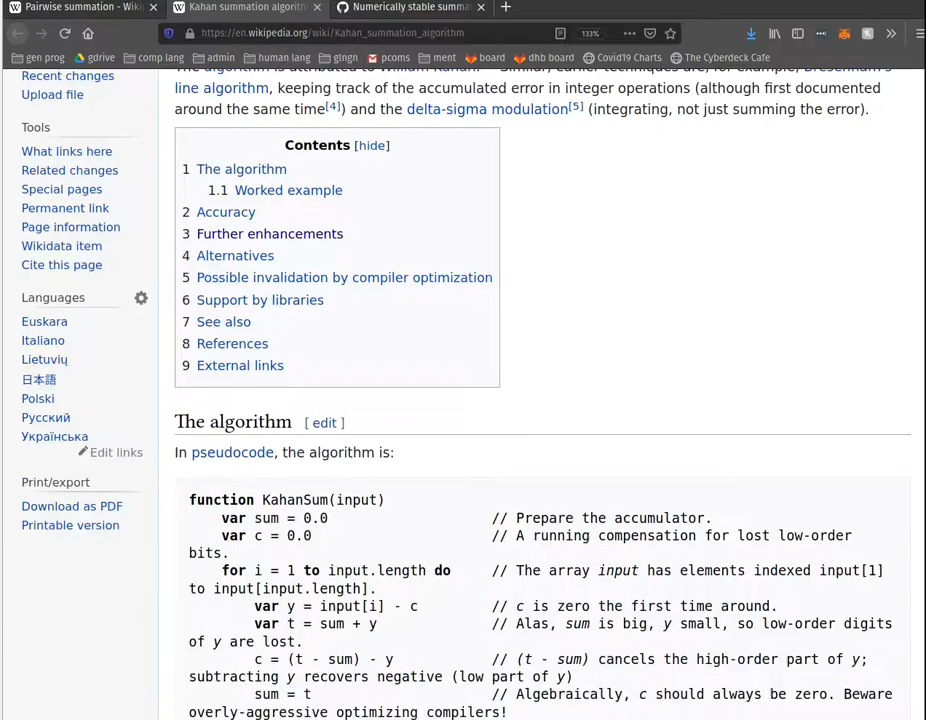 Pairwise summation - Wiki
Kahan summation algorith
Numerically stable summa
https://en.wikipedia.org/wiki/Kahan_summation_algorithm
133%
gen prog gdrive comp lang admin human lang glngn pcoms ment board dhb board Covid19 Charts The Cyberdeck Cafe
Recent changes
Upload file
Tools
What links here
Related changes
Special pages
Permanent link
Page information
Wikidata item
Cite this page
Languages
Euskara
Italiano
Lietuvių
日本語
Polski
Русский
Українська
Edit links
Print/export
Download as PDF
Printable version
line algorithm, keeping track of the accumulated error in integer operations (although first documented
around the same time[4]) and the delta-sigma modulation[5] (integrating, not just summing the error).
Contents [hide]
1 The algorithm
1.1 Worked example
2 Accuracy
3 Further enhancements
4 Alternatives
5 Possible invalidation by compiler optimization
6 Support by libraries
7 See also
8 References
9 External links
The algorithm [ edit ]
In pseudocode, the algorithm is:
function KahanSum(input)
var sum = 0.0 // Prepare the accumulator.
var c = 0.0 // A running compensation for lost low-order
bits.
for i = 1 to input.length do // The array input has elements indexed input[1]
to input[input.length].
var y = input[i] - c // c is zero the first time around.
var t = sum + y // Alas, sum is big, y small, so low-order digits
of y are lost.
c = (t - sum) - y // (t - sum) cancels the high-order part of y;
subtracting y recovers negative (low part of y)
sum = t // Algebraically, c should always be zero. Beware
overly-aggressive optimizing compilers!